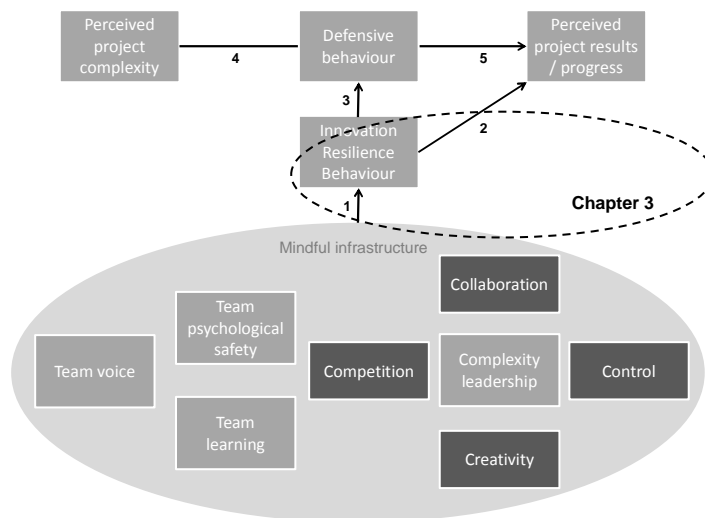 Perceived
project
complexity
4
Defensive
behaviour
5
Perceived
project results
/ progress
3
2
Innovation
Resilience
Behaviour
1
Chapter 3
Mindful infrastructure
Collaboration
Team
psychological
safety
Team voice
Competition
Complexity
leadership
Control
Team
learning
Creativity